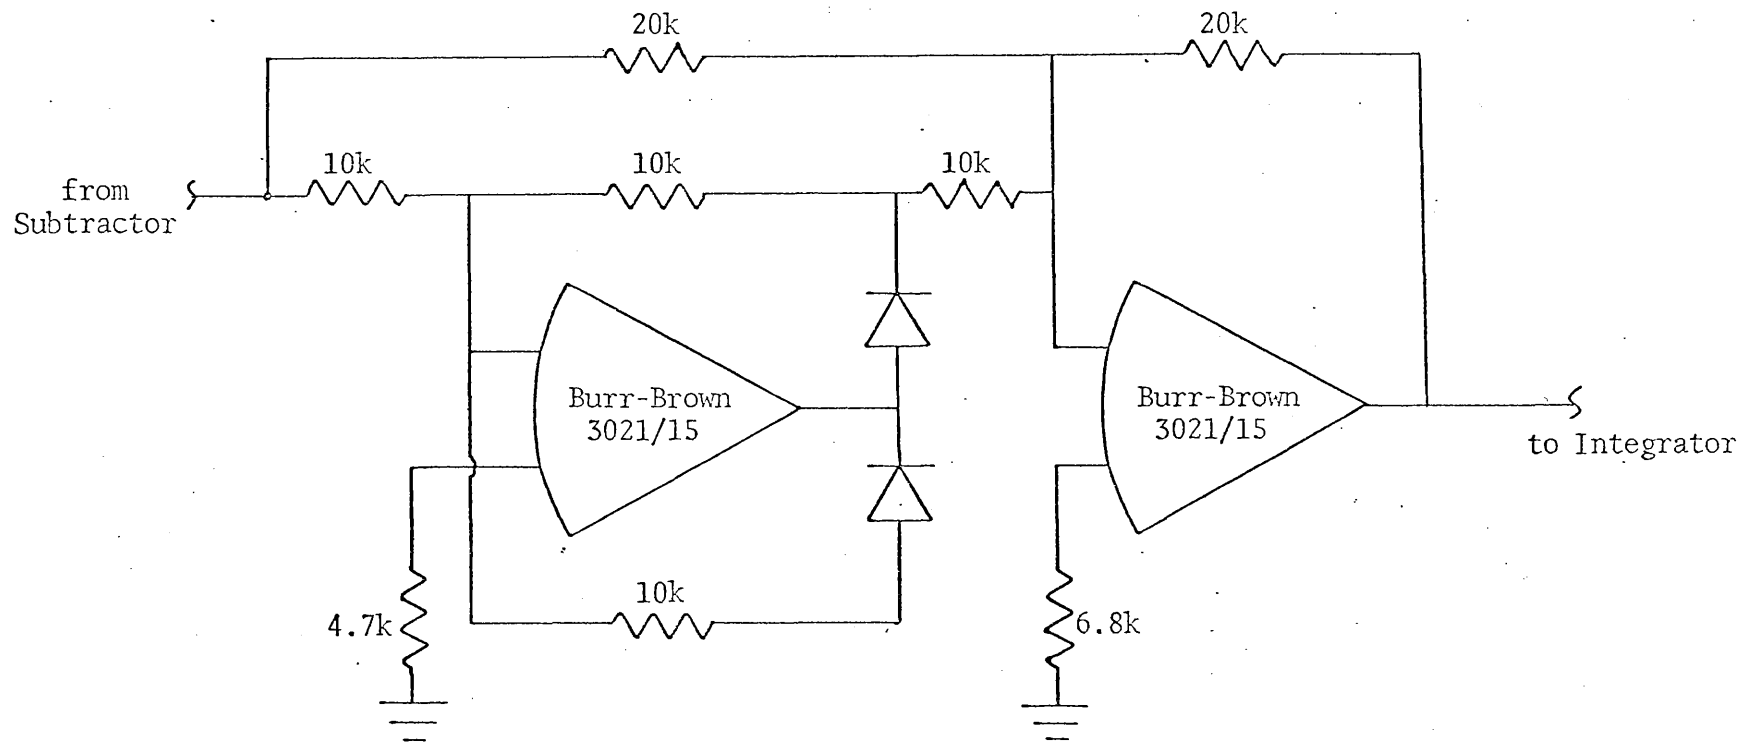 20k
20k
10k
10k
10k
from
Subtractor
Burr-Brown
3021/15
Burr-Brown
3021/15
to Integrator
10k
4.7k
6.8k